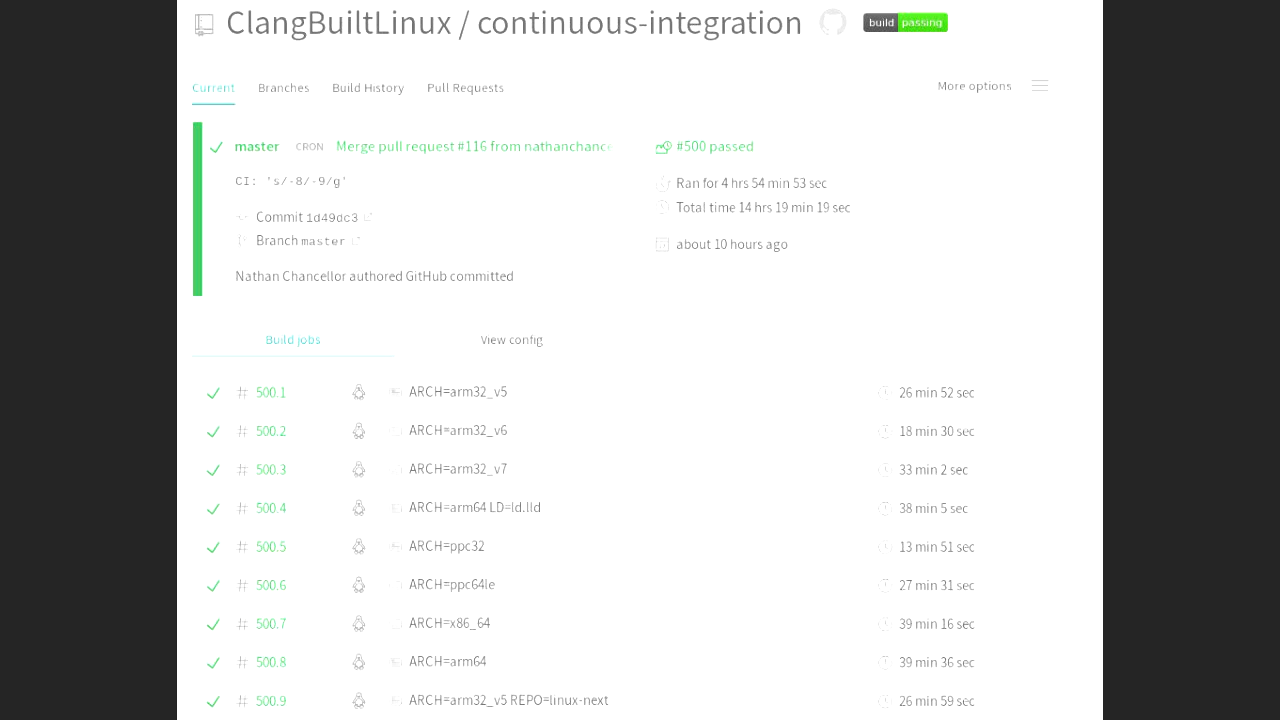 ClangBuiltLinux / continuous-integration build passing
Current Branches Build History Pull Requests More options
master CRON Merge pull request #116 from nathanchance #500 passed
CI: 's/-8/-9/g' Ran for 4 hrs 54 min 53 sec
Commit 1d49dc3 Total time 14 hrs 19 min 19 sec
Branch master about 10 hours ago
Nathan Chancellor authored GitHub committed
Build jobs View config
# 500.1 ARCH=arm32_v5 26 min 52 sec
# 500.2 ARCH=arm32_v6 18 min 30 sec
# 500.3 ARCH=arm32_v7 33 min 2 sec
# 500.4 ARCH=arm64 LD=ld.lld 38 min 5 sec
# 500.5 ARCH=ppc32 13 min 51 sec
# 500.6 ARCH=ppc64le 27 min 31 sec
# 500.7 ARCH=x86_64 39 min 16 sec
# 500.8 ARCH=arm64 39 min 36 sec
# 500.9 ARCH=arm32_v5 REPO=linux-next 26 min 59 sec